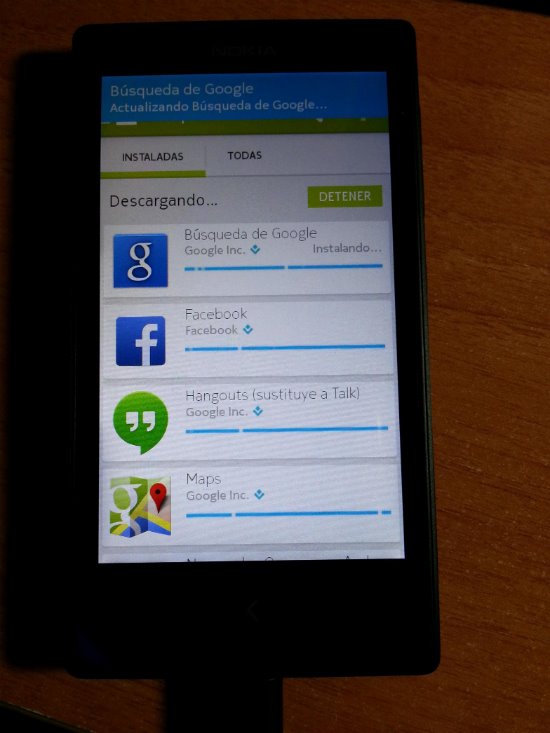 NOKIA
Búsqueda de Google
Actualizando Búsqueda de Google...
INSTALADAS
TODAS
Descargando...
DETENER
Búsqueda de Google
Google Inc.
Instalando...
Facebook
Facebook
Hangouts (sustituye a Talk)
Google Inc.
Maps
Google Inc.